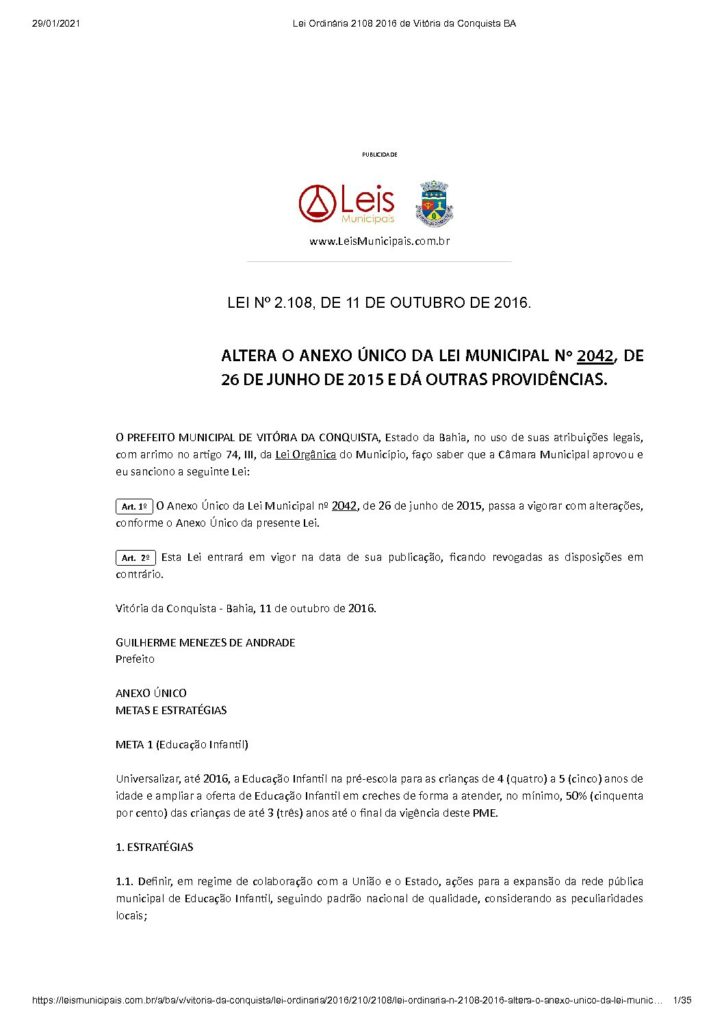 29/01/2021 Lei Ordinária 2108 2016 de Vitória da Conquista BA
PUBLICIDADE
Leis
Municipais
www.LeisMunicipais.com.br
LEI Nº 2.108, DE 11 DE OUTUBRO DE 2016.
ALTERA O ANEXO ÚNICO DA LEI MUNICIPAL Nº 2042, DE
26 DE JUNHO DE 2015 E DÁ OUTRAS PROVIDÊNCIAS.
O PREFEITO MUNICIPAL DE VITÓRIA DA CONQUISTA, Estado da Bahia, no uso de suas atribuições legais,
com arrimo no artigo 74, III, da Lei Orgânica do Município, faço saber que a Câmara Municipal aprovou e
eu sanciono a seguinte Lei:
Art. 1º O Anexo Único da Lei Municipal nº 2042, de 26 de junho de 2015, passa a vigorar com alterações,
conforme o Anexo Único da presente Lei.
Art. 2º Esta Lei entrará em vigor na data de sua publicação, ficando revogadas as disposições em
contrário.
Vitória da Conquista - Bahia, 11 de outubro de 2016.
GUILHERME MENEZES DE ANDRADE
Prefeito
ANEXO ÚNICO
METAS E ESTRATÉGIAS
META 1 (Educação Infantil)
Universalizar, até 2016, a Educação Infantil na pré-escola para as crianças de 4 (quatro) a 5 (cinco) anos de
idade e ampliar a oferta de Educação Infantil em creches de forma a atender, no mínimo, 50% (cinquenta
por cento) das crianças de até 3 (três) anos até o final da vigência deste PME.
1. ESTRATÉGIAS
1.1. Definir, em regime de colaboração com a União e o Estado, ações para a expansão da rede pública
municipal de Educação Infantil, seguindo padrão nacional de qualidade, considerando as peculiaridades
locais;
https://leismunicipais.com.br/a/ba/v/vitoria-da-conquista/lei-ordinaria/2016/210/2108/lei-ordinaria-n-2108-2016-altera-o-anexo-unico-da-lei-munic… 1/35